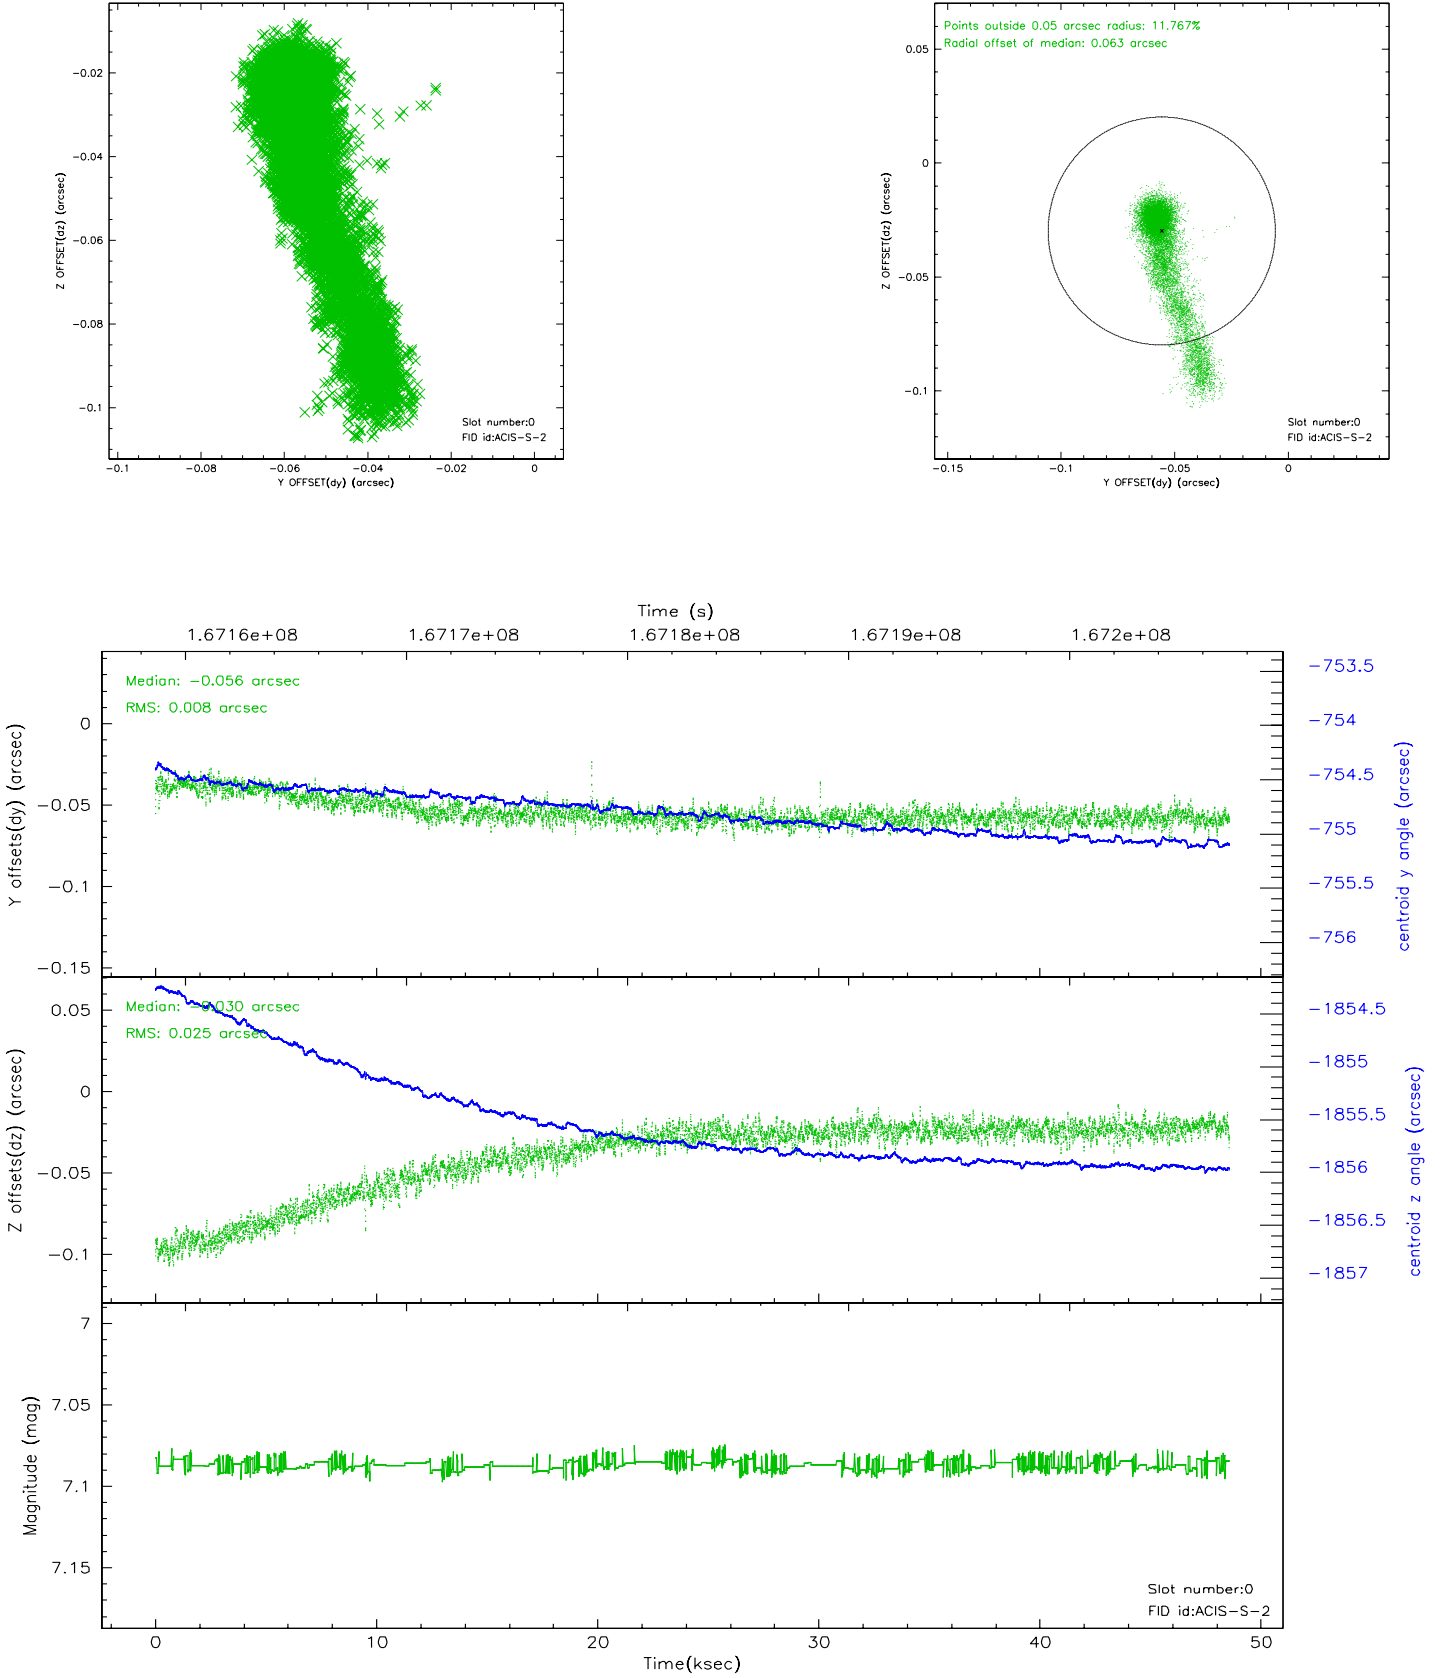 −0.02
−0.04
−0.06
−0.08
−0.1
Z OFFSET(dz) (arcsec)
Slot number:0
FID id:ACIS−S−2
−0.1
−0.08
−0.06
−0.04
−0.02
0
Y OFFSET(dy) (arcsec)
Points outside 0.05 arcsec radius: 11.767%
Radial offset of median: 0.063 arcsec
0.05
0
−0.05
−0.1
Z OFFSET(dz) (arcsec)
Slot number:0
FID id:ACIS−S−2
−0.15
−0.1
−0.05
0
Y OFFSET(dy) (arcsec)
Time (s)
1.6716e+08
1.6717e+08
1.6718e+08
1.6719e+08
1.672e+08
Median: −0.056 arcsec
RMS: 0.008 arcsec
0
−0.05
−0.1
−0.15
Y offsets(dy) (arcsec)
−753.5
−754
−754.5
−755
−755.5
−756
centroid y angle (arcsec)
Median: −0.030 arcsec
RMS: 0.025 arcsec
0.05
0
−0.05
−0.1
Z offsets(dz) (arcsec)
−1854.5
−1855
−1855.5
−1856
−1856.5
−1857
centroid z angle (arcsec)
7
7.05
7.1
7.15
Magnitude (mag)
Slot number:0
FID id:ACIS−S−2
0
10
20
30
40
50
Time(ksec)